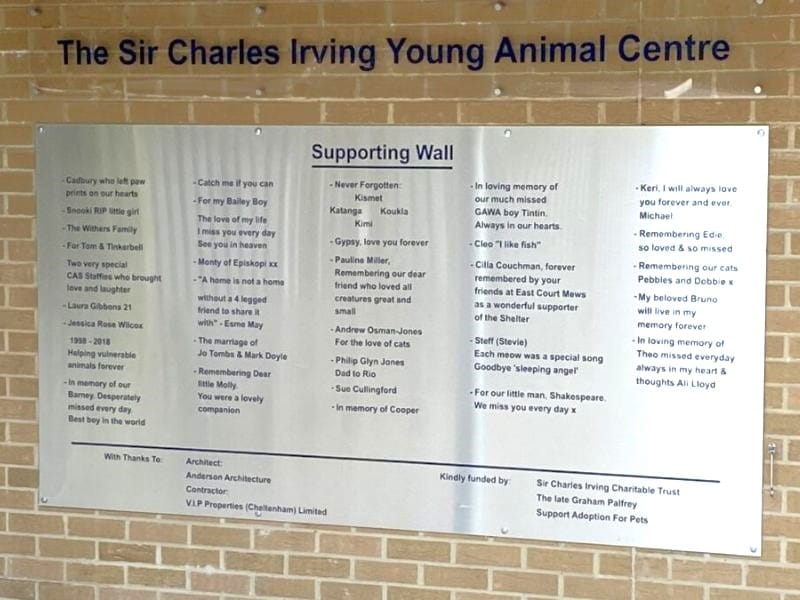 The Sir Charles Irving Young Animal Centre
Supporting Wall
- Cadbury who left paw
prints on our hearts
- Snooki RIP little girl
- The Withers Family
- For Tom & Tinkerbell
Two very special
CAS Staffies who brought
love and laughter
- Laura Gibbons 21
- Jessica Rose Wilcox
1998 - 2018
Helping vulnerable
animals forever
- In memory of our
Barney. Desperately
missed every day.
Best boy in the world
- Catch me if you can
- For my Bailey Boy
The love of my life
I miss you every day
See you in heaven
- Monty of Episkopi xx
- "A home is not a home
without a 4 legged
friend to share it
with" - Esme May
- The marriage of
Jo Tombs & Mark Doyle
- Remembering Dear
little Molly.
You were a lovely
companion
- Never Forgotten:
Kismet
Katanga Koukla
Kimi
- Gypsy, love you forever
- Pauline Miller,
Remembering our dear
friend who loved all
creatures great and
small
- Andrew Osman-Jones
For the love of cats
- Philip Glyn Jones
Dad to Rio
- Sue Cullingford
- In memory of Cooper
- In loving memory of
our much missed
GAWA boy Tintin.
Always in our hearts.
- Cleo "I like fish"
- Cilla Couchman, forever
remembered by your
friends at East Court Mews
as a wonderful supporter
of the Shelter
- Steff (Stevie)
Each meow was a special song
Goodbye 'sleeping angel'
- For our little man, Shakespeare.
We miss you every day x
- Keri, I will always love
you forever and ever.
Michael
- Remembering Edie,
so loved & so missed
- Remembering our cats
Pebbles and Debbie x
- My beloved Bruno
will live in my
memory forever
- In loving memory of
Theo missed everyday
always in my heart &
thoughts Ali Lloyd
With Thanks To:
Architect:
Anderson Architecture
Contractor:
V.I.P Properties (Cheltenham) Limited
Kindly funded by:
Sir Charles Irving Charitable Trust
The late Graham Palfrey
Support Adoption For Pets